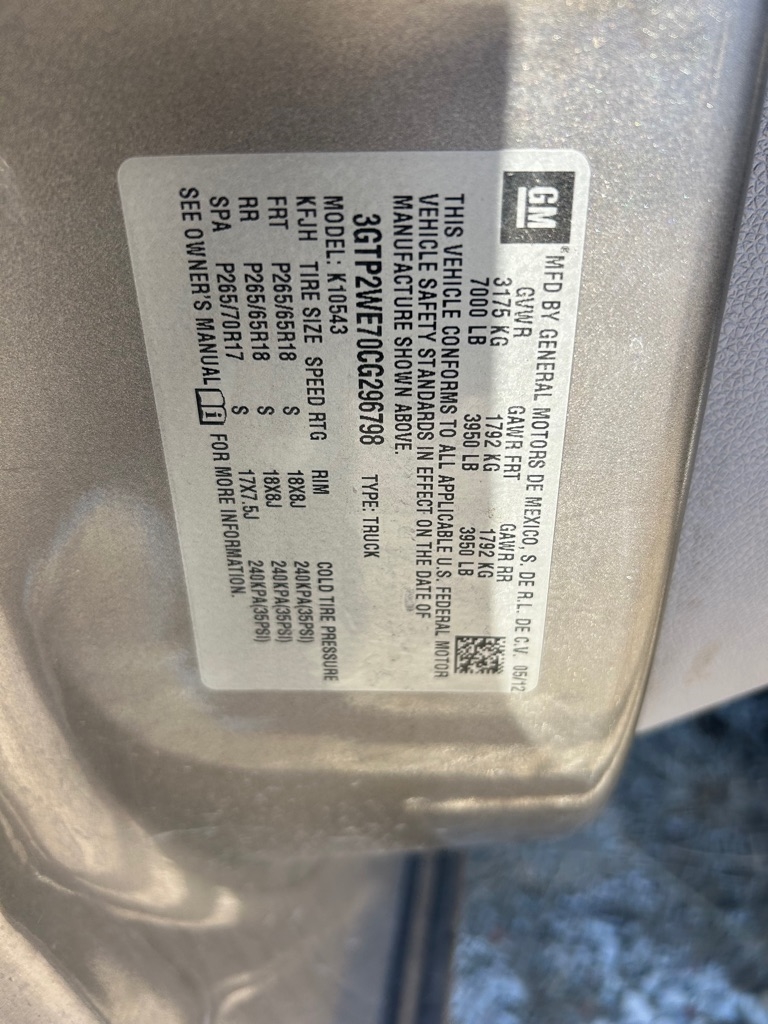 GM
*MFD BY GENERAL MOTORS DE MEXICO, S. DE R.L. DE C.V. 05/12
GVWR GAWR FRT GAWR RR
3175 KG 1792 KG 1792 KG
7000 LB 3950 LB 3950 LB
THIS VEHICLE CONFORMS TO ALL APPLICABLE U.S. FEDERAL MOTOR
VEHICLE SAFETY STANDARDS IN EFFECT ON THE DATE OF
MANUFACTURE SHOWN ABOVE.
3GTP2WE70CG296798 TYPE: TRUCK
MODEL: K10543
KFJH TIRE SIZE SPEED RTG RIM COLD TIRE PRESSURE
FRT P265/65R18 S 18X8J 240KPA(35PSI)
RR P265/65R18 S 18X8J 240KPA(35PSI)
SPA P265/70R17 S 17X7.5J 240KPA(35PSI)
SEE OWNER'S MANUAL i FOR MORE INFORMATION.